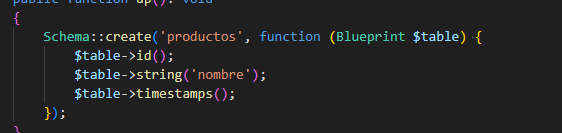 public function up(): void
{
Schema::create('productos', function (Blueprint $table) {
$table->id();
$table->string('nombre');
$table->timestamps();
});
}